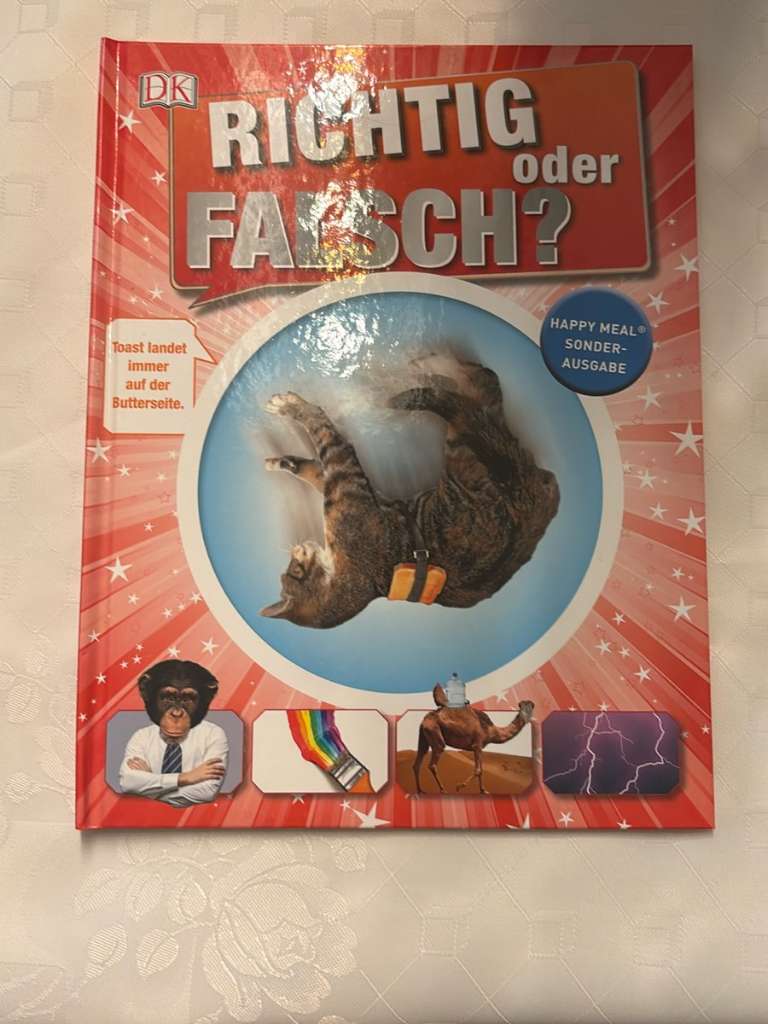 DK
RICHTIG
oder
FALSCH?
HAPPY MEAL®
SONDER-
AUSGABE
Toast landet
immer
auf der
Butterseite.